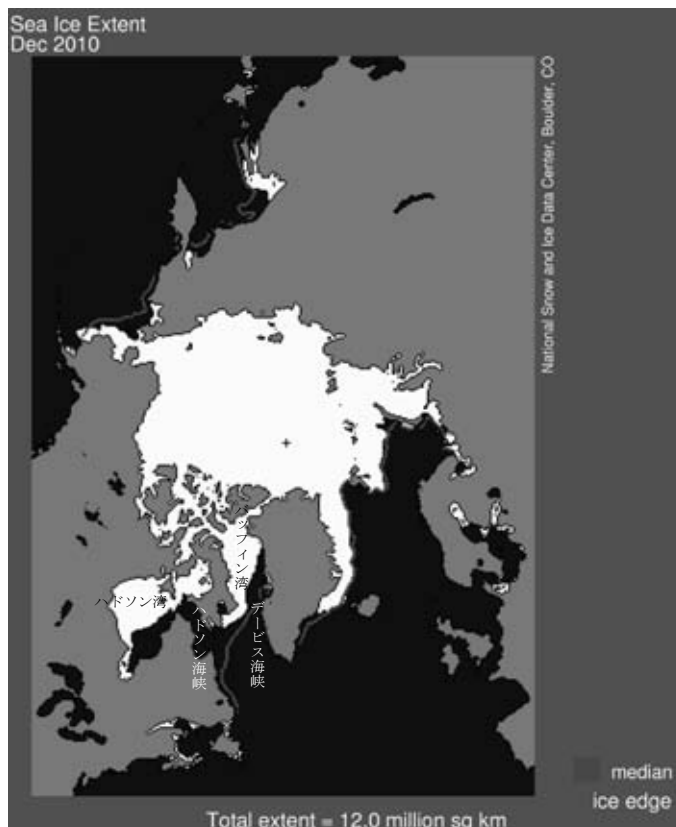 Sea Ice Extent
Dec 2010
National Snow and Ice Data Center, Boulder, CO
バッフィン湾
ハドソン湾
ハドソン海峡
デービス海峡
median
ice edge
Total extent = 12.0 million sq km